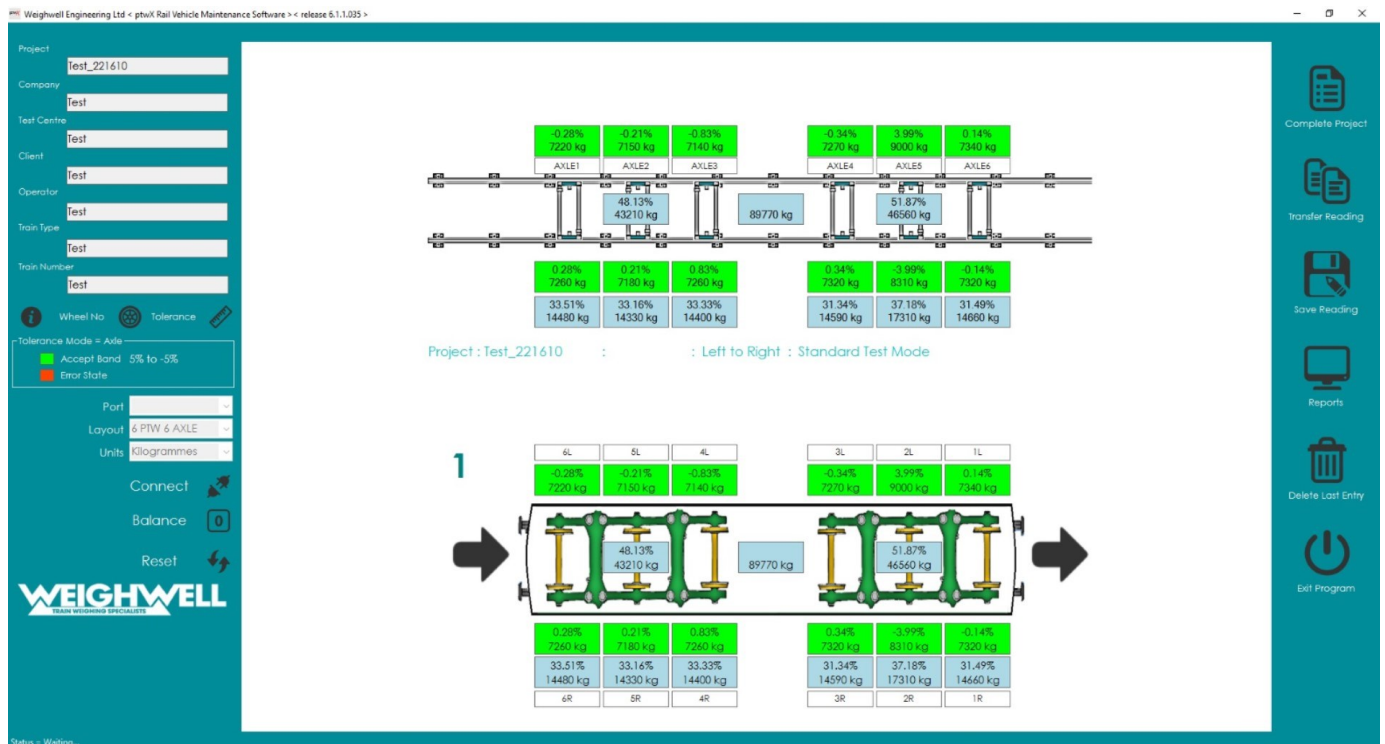 Weighwell Engineering Ltd < ptwX Rail Vehicle Maintenance Software > < release 6.1.1.035 >
Project
Test_221610
Company
Test
Test Centre
Test
Client
Test
Operator
Test
Train Type
Test
Train Number
Test
Wheel No Tolerance
Tolerance Mode = Axle
Accept Band 5% to -5%
Error State
Port
Layout 6 PTW 6 AXLE
Units Kilogrammes
Connect
Balance 0
Reset
WEIGHWELL
TRAIN WEIGHING SPECIALISTS
Status = Waiting...
-0.28% -0.21% -0.83% -0.34% 3.99% 0.14%
7220 kg 7150 kg 7140 kg 7270 kg 9000 kg 7340 kg
AXLE1 AXLE2 AXLE3 AXLE4 AXLE5 AXLE6
48.13% 51.87%
43210 kg 89770 kg 46560 kg
0.28% 0.21% 0.83% 0.34% -3.99% -0.14%
7260 kg 7180 kg 7260 kg 7320 kg 8310 kg 7320 kg
33.51% 33.16% 33.33% 31.34% 37.18% 31.49%
14480 kg 14330 kg 14400 kg 14590 kg 17310 kg 14660 kg
Project : Test_221610 : : Left to Right : Standard Test Mode
1
6L 5L 4L 3L 2L 1L
-0.28% -0.21% -0.83% -0.34% 3.99% 0.14%
7220 kg 7150 kg 7140 kg 7270 kg 9000 kg 7340 kg
48.13% 51.87%
43210 kg 89770 kg 46560 kg
0.28% 0.21% 0.83% 0.34% -3.99% -0.14%
7260 kg 7180 kg 7260 kg 7320 kg 8310 kg 7320 kg
33.51% 33.16% 33.33% 31.34% 37.18% 31.49%
14480 kg 14330 kg 14400 kg 14590 kg 17310 kg 14660 kg
6R 5R 4R 3R 2R 1R
Complete Project
Transfer Reading
Save Reading
Reports
Delete Last Entry
Exit Program